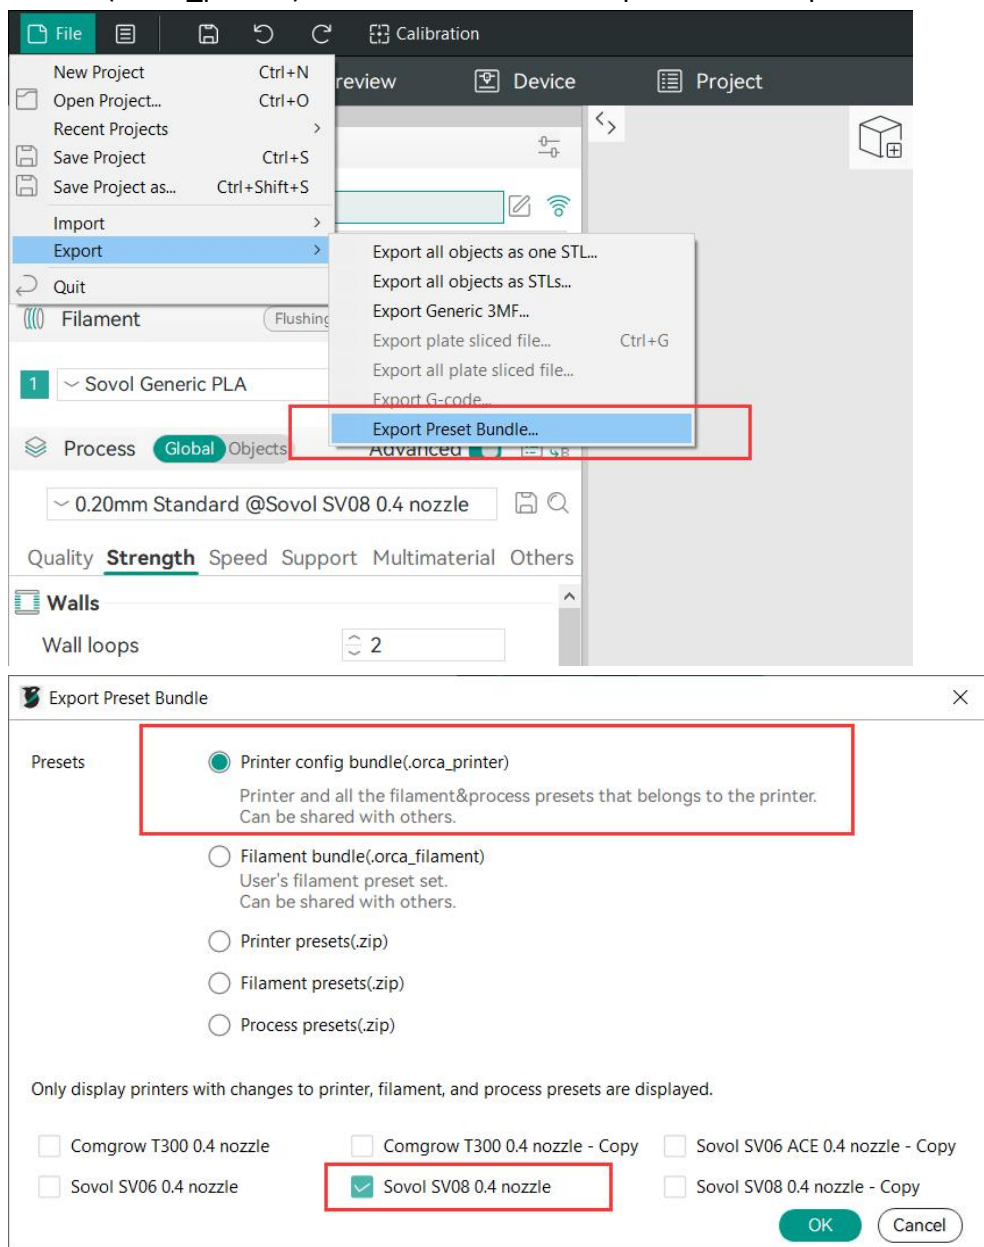 File Calibration
New Project Ctrl+N
review Device Project
Open Project... Ctrl+O
Recent Projects
Save Project Ctrl+S
Save Project as... Ctrl+Shift+S
Import
Export
Export all objects as one STL...
Quit
Export all objects as STLs...
Filament Flushing
Export Generic 3MF...
Export plate sliced file... Ctrl+G
Export all plate sliced file...
1 Sovol Generic PLA
Export G-code...
Export Preset Bundle...
Process Global Objects Advanced
0.20mm Standard @Sovol SV08 0.4 nozzle
Quality Strength Speed Support Multimaterial Others
Walls
Wall loops 2
Export Preset Bundle
Presets Printer config bundle(.orca_printer)
Printer and all the filament&process presets that belongs to the printer.
Can be shared with others.
Filament bundle(.orca_filament)
User's filament preset set.
Can be shared with others.
Printer presets(.zip)
Filament presets(.zip)
Process presets(.zip)
Only display printers with changes to printer, filament, and process presets are displayed.
Comgrow T300 0.4 nozzle Comgrow T300 0.4 nozzle - Copy Sovol SV06 ACE 0.4 nozzle - Copy
Sovol SV06 0.4 nozzle Sovol SV08 0.4 nozzle Sovol SV08 0.4 nozzle - Copy
OK Cancel